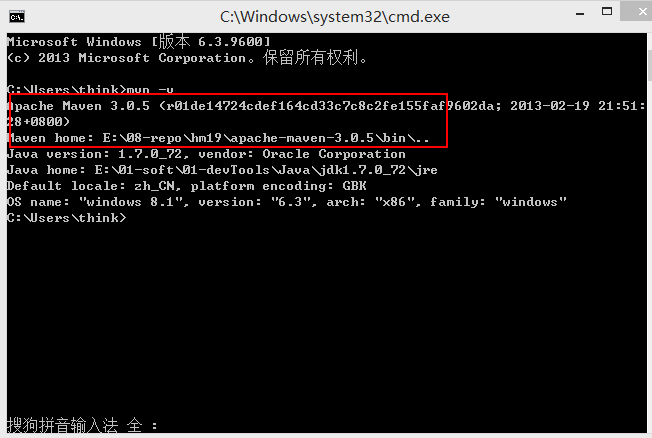 C:\Windows\system32\cmd.exe
Microsoft Windows [版本 6.3.9600]
(c) 2013 Microsoft Corporation。保留所有权利。
C:\Users\think>mvn -v
Apache Maven 3.0.5 (r01de14724cdef164cd33c7c8c2fe155faf9602da; 2013-02-19 21:51:
28+0800)
Maven home: E:\08-repo\hm19\apache-maven-3.0.5\bin\..
Java version: 1.7.0_72, vendor: Oracle Corporation
Java home: E:\01-soft\01-devTools\Java\jdk1.7.0_72\jre
Default locale: zh_CN, platform encoding: GBK
OS name: "windows 8.1", version: "6.3", arch: "x86", family: "windows"
C:\Users\think>
搜狗拼音输入法 全 :